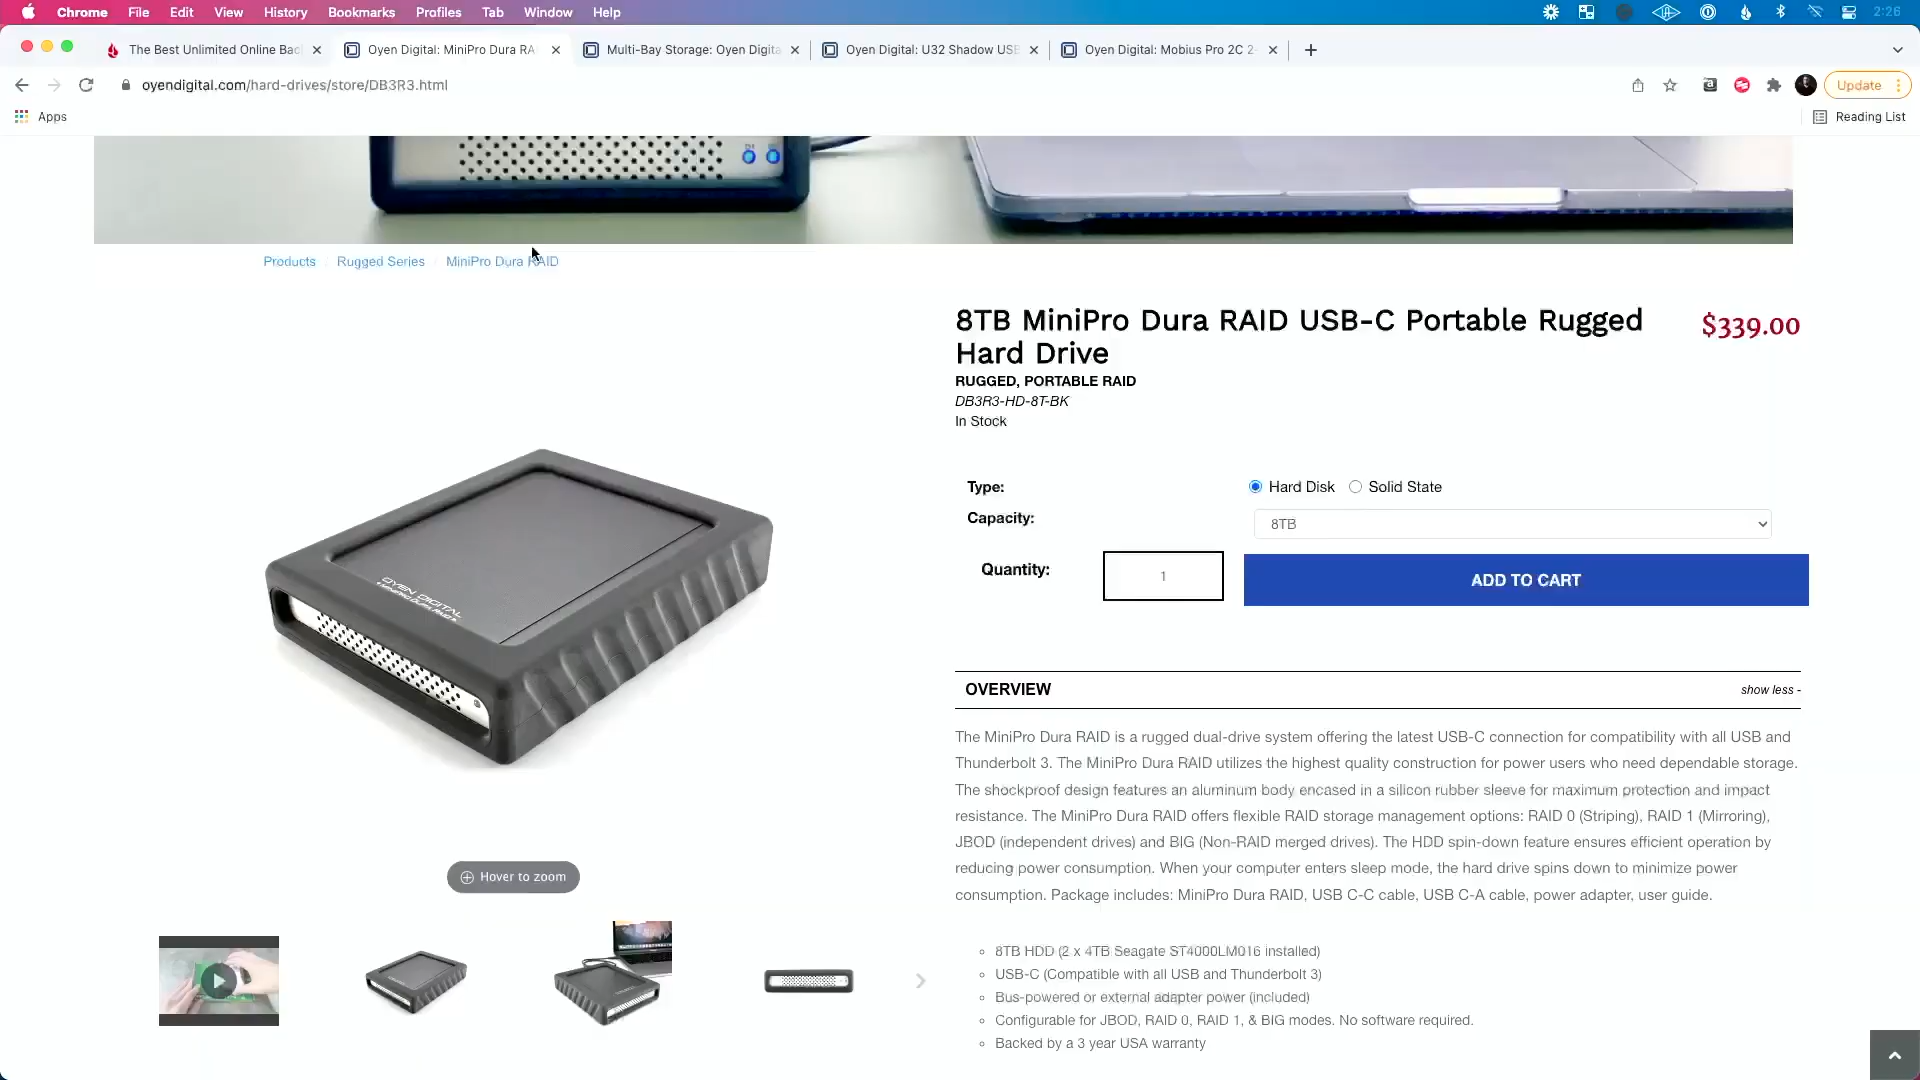 Chrome File Edit View History Bookmarks Profiles Tab Window Help 2:26
The Best Unlimited Online Bac
Oyen Digital: MiniPro Dura RA
Multi-Bay Storage: Oyen Digita
Oyen Digital: U32 Shadow USB
Oyen Digital: Mobius Pro 2C 2-
oyendigital.com/hard-drives/store/DB3R3.html
Update
Apps
Reading List
Products Rugged Series MiniPro Dura RAID
8TB MiniPro Dura RAID USB-C Portable Rugged
Hard Drive
$339.00
RUGGED, PORTABLE RAID
DB3R3-HD-8T-BK
In Stock
Type: Hard Disk Solid State
Capacity: 8TB
Quantity: 1 ADD TO CART
OYEN DIGITAL
MINIPRO DURA RAID
OVERVIEW show less -
The MiniPro Dura RAID is a rugged dual-drive system offering the latest USB-C connection for compatibility with all USB and
Thunderbolt 3. The MiniPro Dura RAID utilizes the highest quality construction for power users who need dependable storage.
The shockproof design features an aluminum body encased in a silicon rubber sleeve for maximum protection and impact
resistance. The MiniPro Dura RAID offers flexible RAID storage management options: RAID 0 (Striping), RAID 1 (Mirroring),
JBOD (independent drives) and BIG (Non-RAID merged drives). The HDD spin-down feature ensures efficient operation by
reducing power consumption. When your computer enters sleep mode, the hard drive spins down to minimize power
consumption. Package includes: MiniPro Dura RAID, USB C-C cable, USB C-A cable, power adapter, user guide.
Hover to zoom
8TB HDD (2 x 4TB Seagate ST4000LM016 installed)
USB-C (Compatible with all USB and Thunderbolt 3)
Bus-powered or external adapter power (included)
Configurable for JBOD, RAID 0, RAID 1, & BIG modes. No software required.
Backed by a 3 year USA warranty